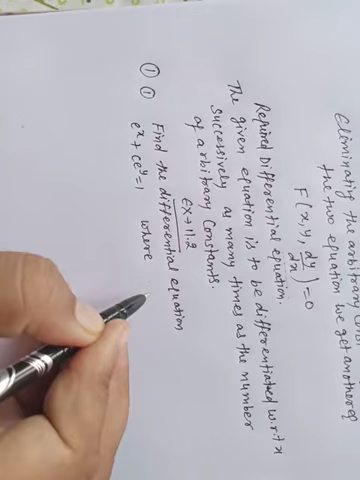 Eliminating the arbitrary
the two equation we get another eq
F(x, y, dy/dx) = 0
Required Differential equation.
The given equation is to be differentiated w.r.t x
successively as many times as the number
of arbitrary constants.
EX → 11.2
① ① Find the differential equation
e^x + ce^y = 1 where